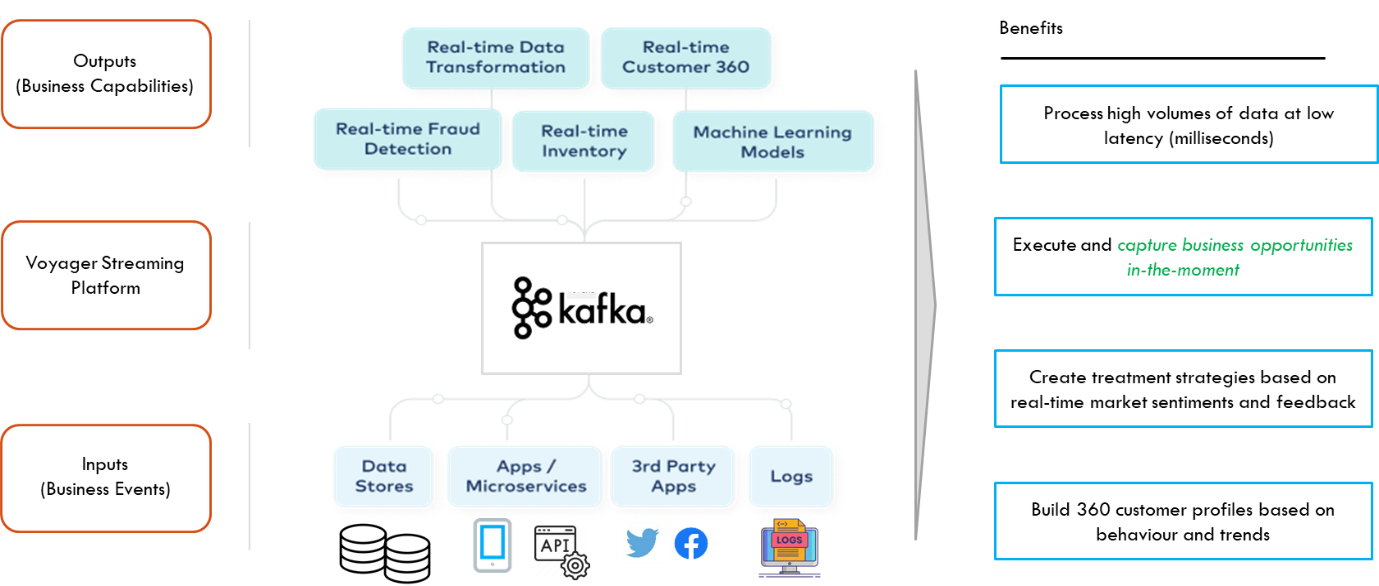 Outputs
(Business Capabilities)
Real-time Data
Transformation
Real-time
Customer 360
Real-time Fraud
Detection
Real-time
Inventory
Machine Learning
Models
Voyager Streaming
Platform
kafka®
Inputs
(Business Events)
Data
Stores
Apps /
Microservices
3rd Party
Apps
Logs
API
LOGS
Benefits
Process high volumes of data at low
latency (milliseconds)
Execute and capture business opportunities
in-the-moment
Create treatment strategies based on
real-time market sentiments and feedback
Build 360 customer profiles based on
behaviour and trends